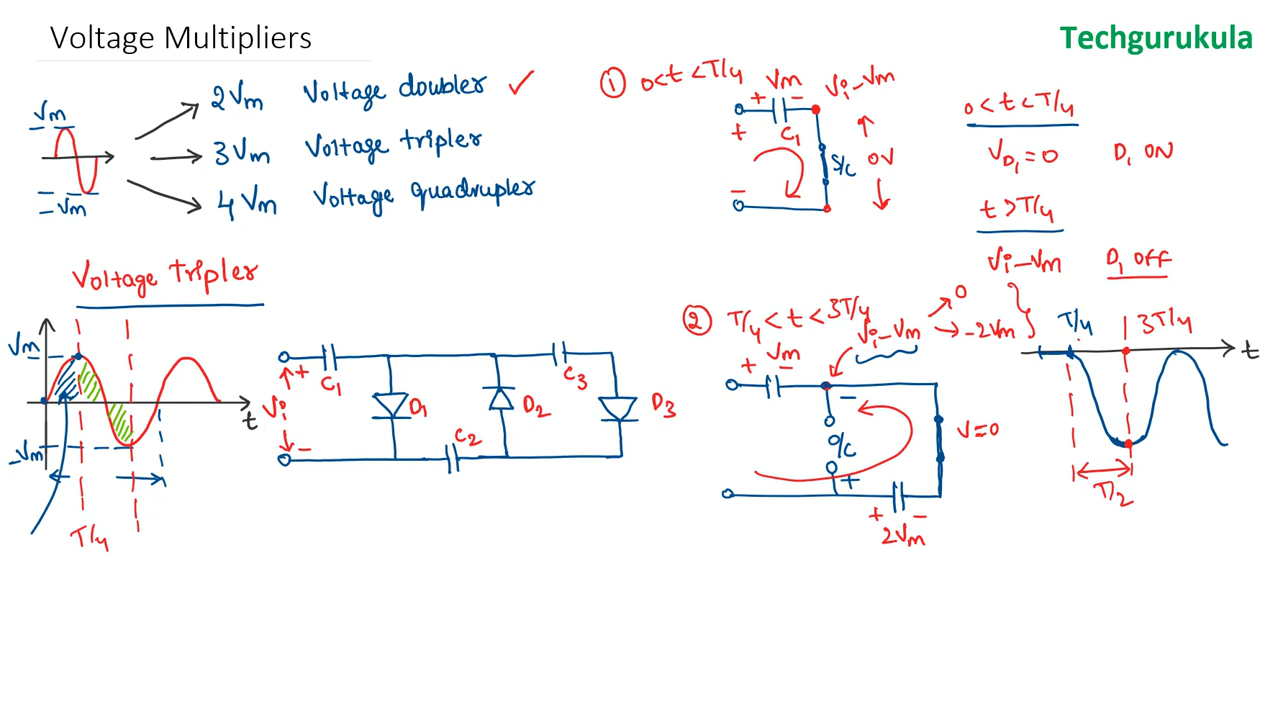 Voltage Multipliers
Techgurukula
Vm
-Vm
2Vm Voltage doubler ✓
3Vm Voltage tripler
4Vm Voltage quadrupler
① 0<t<T/4
Vm
+ -
Vi-Vm
C1
+
-
S/C
0V
0<t<T/4
VD1=0 D1 ON
t>T/4
Vi-Vm D1 OFF
Voltage Tripler
Vm
-Vm
t
T/4
Vi
+
-
C1
D1
C2
D2
C3
D3
② T/4<t<3T/4
Vi-Vm
0
-2Vm
Vm
+ -
-
O/C
+
V=0
+ -
2Vm
T/4
3T/4
t
T/2